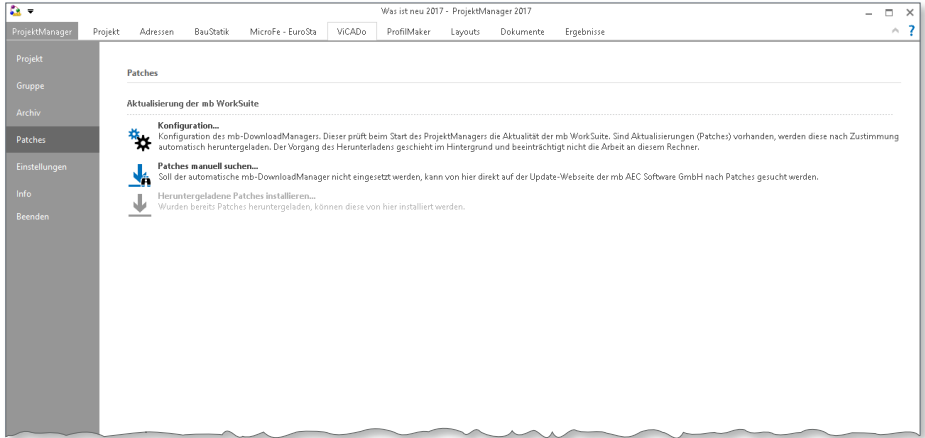 Was ist neu 2017 - ProjektManager 2017
ProjektManager Projekt Adressen BauStatik MicroFe - EuroSta ViCADo ProfilMaker Layouts Dokumente Ergebnisse ?
Projekt
Gruppe
Archiv
Patches
Einstellungen
Info
Beenden
Patches
Aktualisierung der mb WorkSuite
Konfiguration...
Konfiguration des mb-DownloadManagers. Dieser prüft beim Start des ProjektManagers die Aktualität der mb WorkSuite. Sind Aktualisierungen (Patches) vorhanden, werden diese nach Zustimmung
automatisch heruntergeladen. Der Vorgang des Herunterladens geschieht im Hintergrund und beeinträchtigt nicht die Arbeit an diesem Rechner.
Patches manuell suchen...
Soll der automatische mb-DownloadManager nicht eingesetzt werden, kann von hier direkt auf der Update-Webseite der mb AEC Software GmbH nach Patches gesucht werden.
Heruntergeladene Patches installieren...
Wurden bereits Patches heruntergeladen, können diese von hier installiert werden.